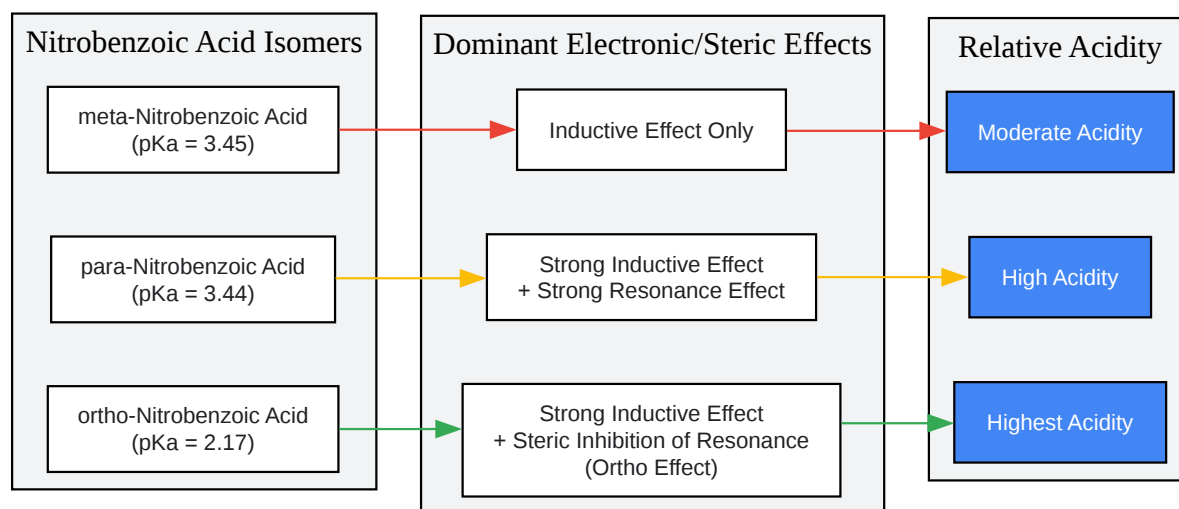 Nitrobenzoic Acid Isomers
meta-Nitrobenzoic Acid
(pKa = 3.45)
para-Nitrobenzoic Acid
(pKa = 3.44)
ortho-Nitrobenzoic Acid
(pKa = 2.17)
Dominant Electronic/Steric Effects
Inductive Effect Only
Strong Inductive Effect
+ Strong Resonance Effect
Strong Inductive Effect
+ Steric Inhibition of Resonance
(Ortho Effect)
Relative Acidity
Moderate Acidity
High Acidity
Highest Acidity